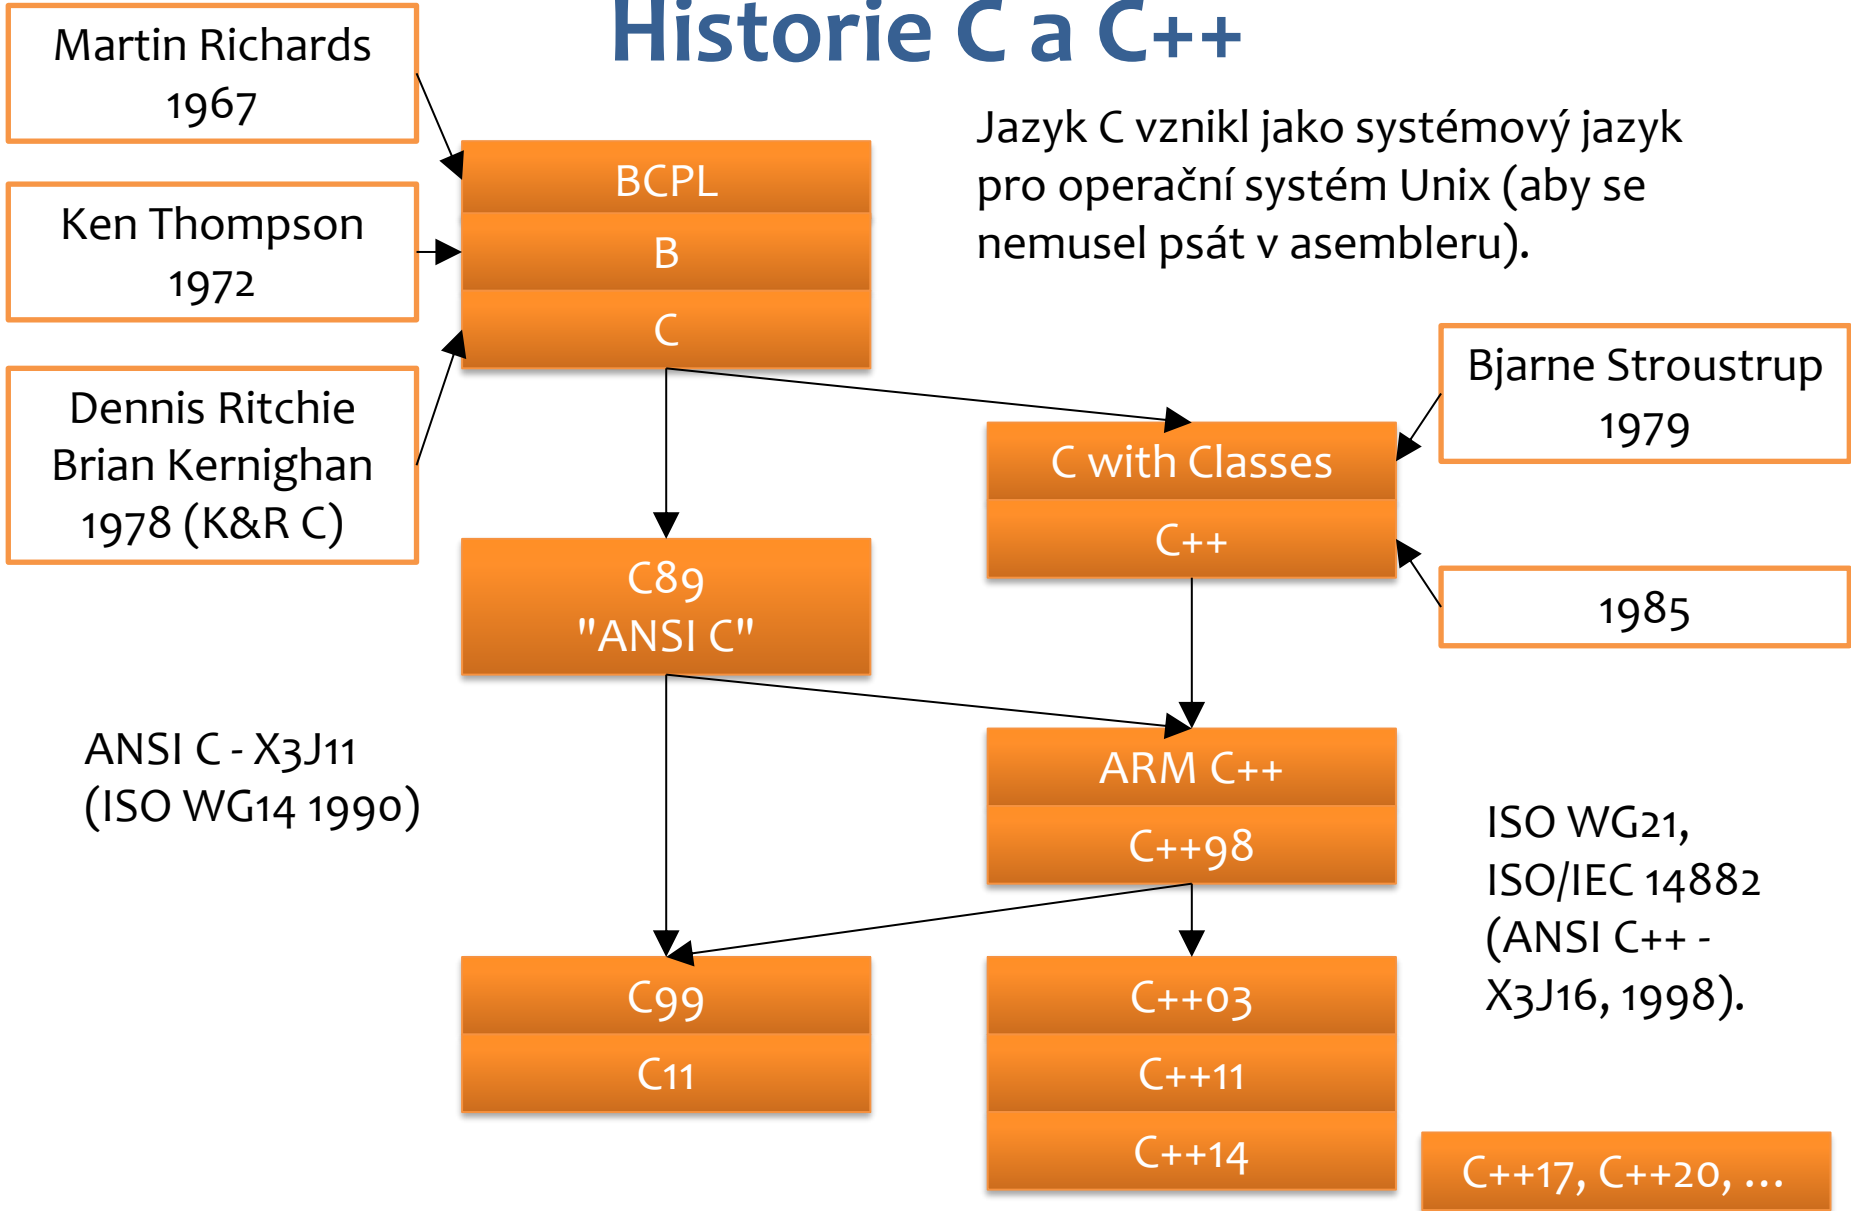 Historie C a C++
Martin Richards
1967
Jazyk C vznikl jako systémový jazyk
pro operační systém Unix (aby se
nemusel psát v asembleru).
BCPL
Ken Thompson
1972
B
C
Dennis Ritchie
Brian Kernighan
1978 (K&R C)
Bjarne Stroustrup
1979
C with Classes
C++
C89
"ANSI C"
1985
ANSI C - X3J11
(ISO WG14 1990)
ARM C++
C++98
ISO WG21,
ISO/IEC 14882
(ANSI C++ -
X3J16, 1998).
C99
C11
C++03
C++11
C++14
C++17, C++20, ...